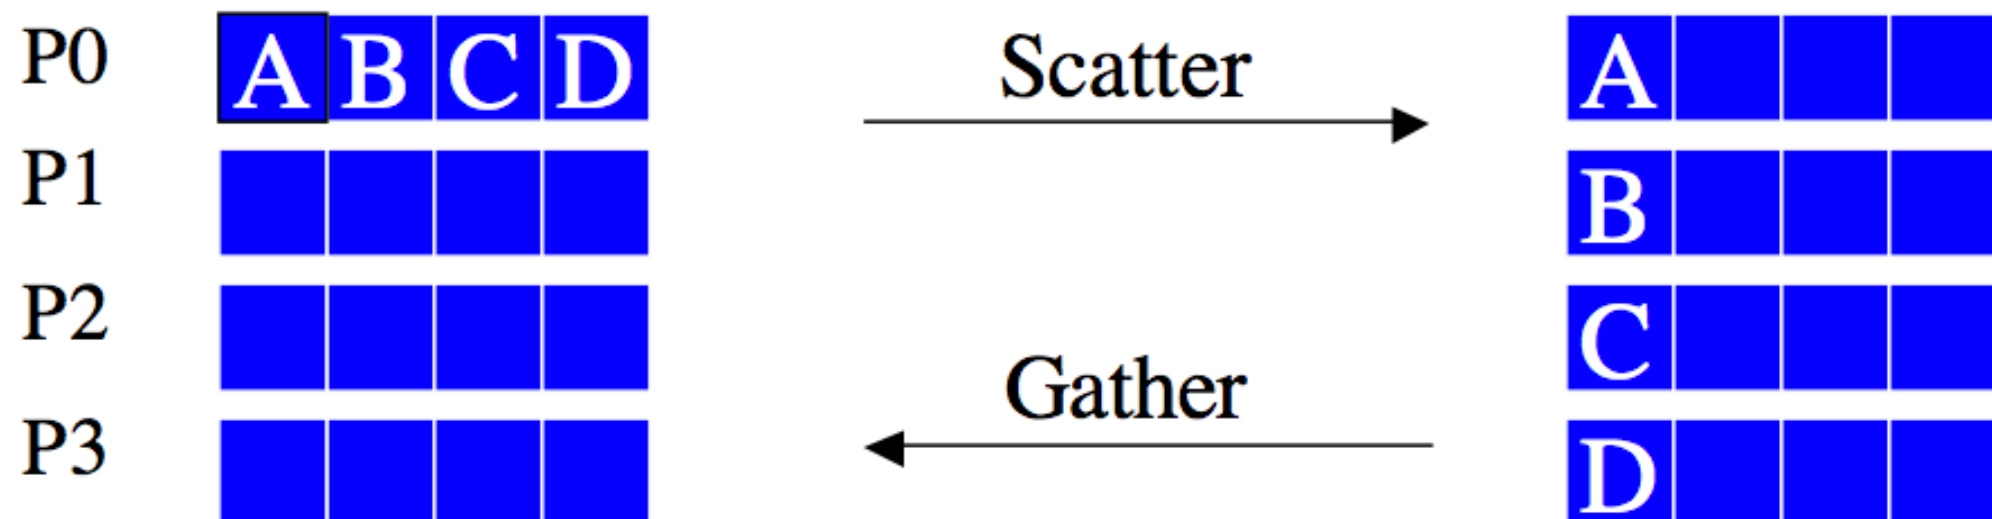 P0 A B C D Scatter A
P1 B
P2 C
Gather
P3 D